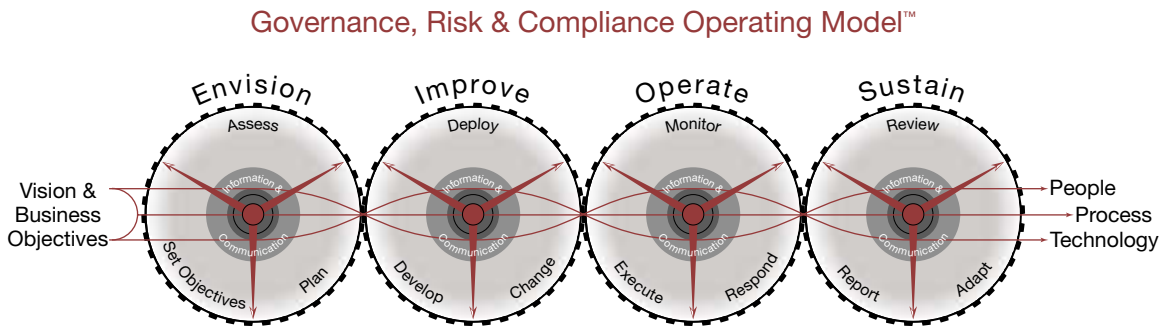 Governance, Risk & Compliance Operating Model™
Envision
Improve
Operate
Sustain
Vision &
Business
Objectives
Assess
Information &
Communication
Set Objectives
Plan
Deploy
Information &
Communication
Develop
Change
Monitor
Information &
Communication
Execute
Respond
Review
Information &
Communication
Report
Adapt
People
Process
Technology